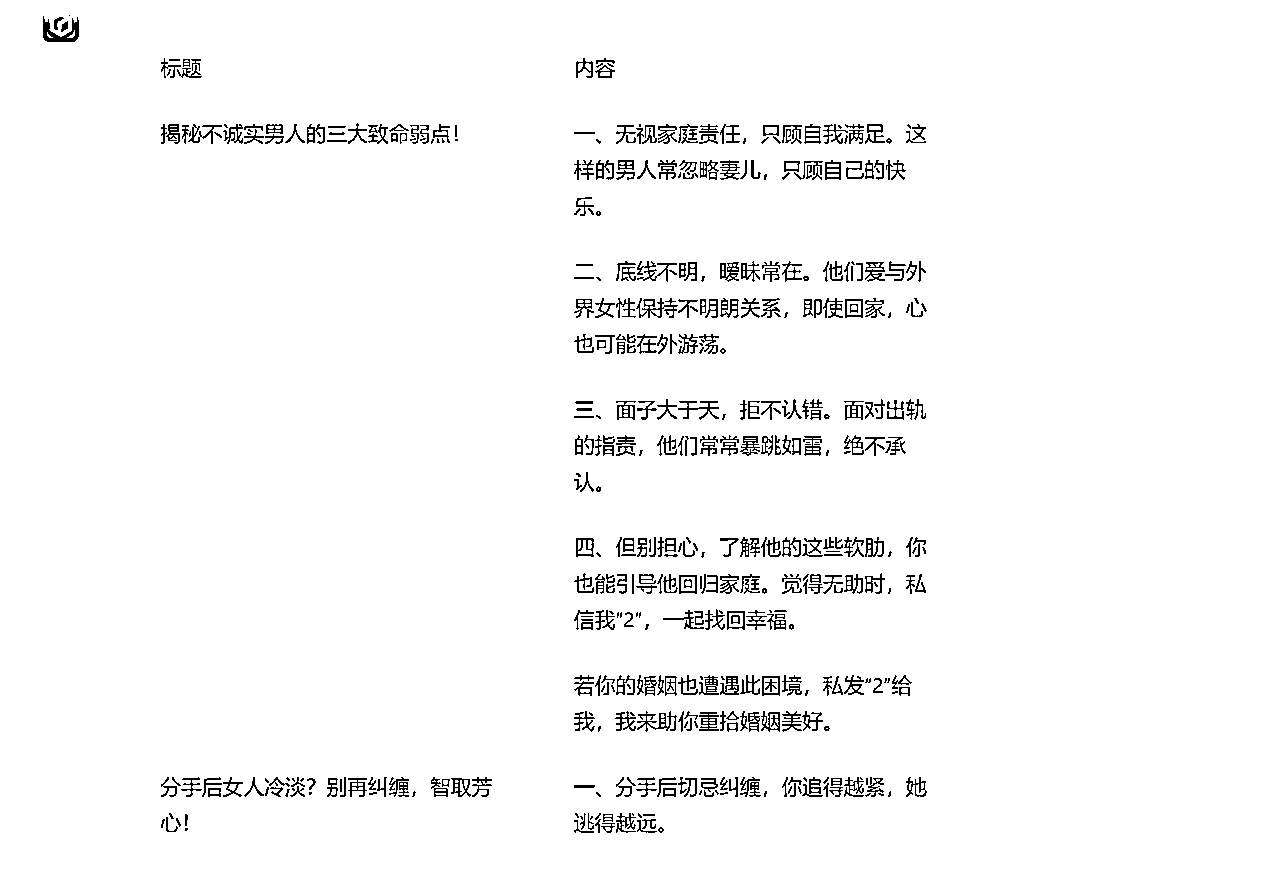 标题
内容
揭秘不诚实男人的三大致命弱点！
一、无视家庭责任，只顾自我满足。这
样的男人常忽略妻儿，只顾自己的快
乐。
二、底线不明，暧昧常在。他们爱与外
界女性保持不明朗关系，即使回家，心
也可能在外游荡。
三、面子大于天，拒不认错。面对出轨
的指责，他们常常暴跳如雷，绝不承
认。
四、但别担心，了解他的这些软肋，你
也能引导他回归家庭。觉得无助时，私
信我"2"，一起找回幸福。
若你的婚姻也遭遇此困境，私发"2"给
我，我来助你重拾婚姻美好。
分手后女人冷淡？别再纠缠，智取芳
心！
一、分手后切忌纠缠，你追得越紧，她
逃得越远。